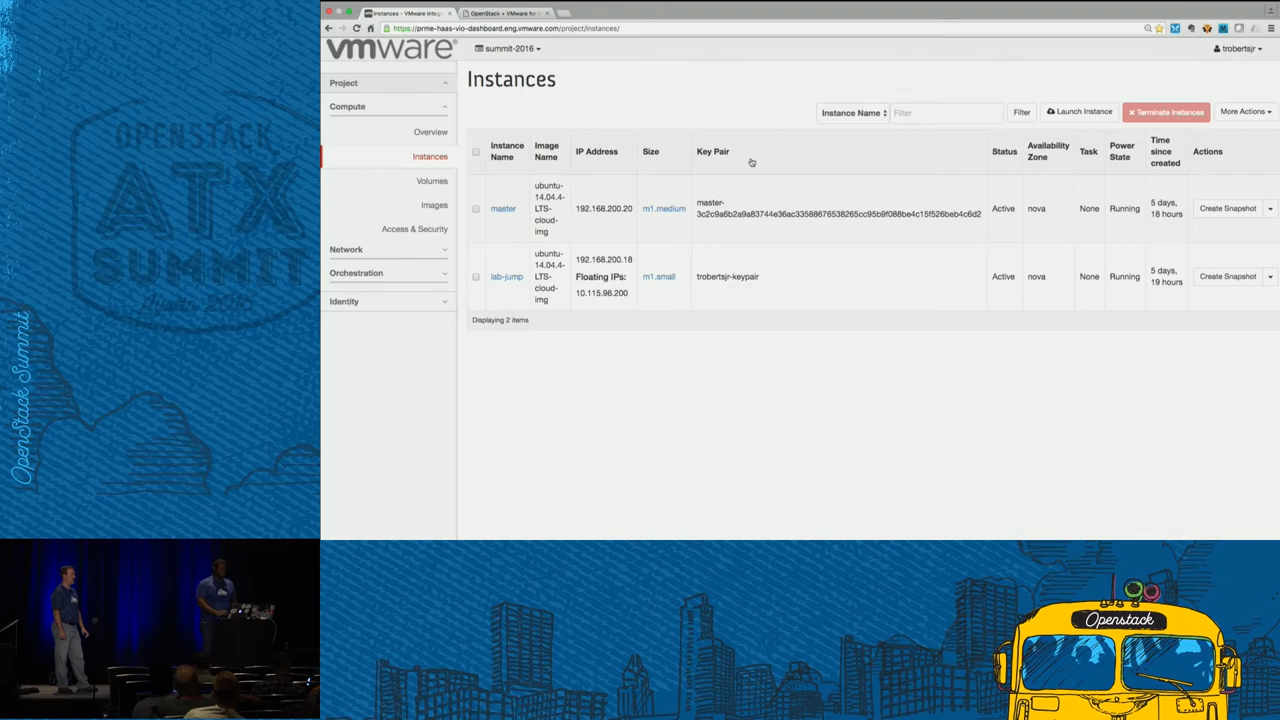 Instances - VMware Integ
OpenStack + VMware for
https://prme-haas-vio-dashboard.eng.vmware.com/project/instances/
vmware
summit-2016
trobertsjr
Project
Compute
Overview
Instances
Volumes
Images
Access & Security
Network
Orchestration
Identity
Instances
Instance Name
Filter
Filter
Launch Instance
Terminate Instances
More Actions
Instance
Name
Image
Name
IP Address
Size
Key Pair
Status
Availability
Zone
Task
Power
State
Time
since
created
Actions
master
ubuntu-
14.04.4-
LTS-
cloud-
img
192.168.200.20
m1.medium
master-
3c2c9a6b2a9a83744e36ac33588676538265cc95b9f088be4c15f526beb4c6d2
Active
nova
None
Running
5 days,
18 hours
Create Snapshot
lab-jump
ubuntu-
14.04.4-
LTS-
cloud-
img
192.168.200.18
Floating IPs:
10.115.96.200
m1.small
trobertsjr-keypair
Active
nova
None
Running
5 days,
19 hours
Create Snapshot
Displaying 2 items
OPENSTACK
ATX
OpenStack Summit
Openstack